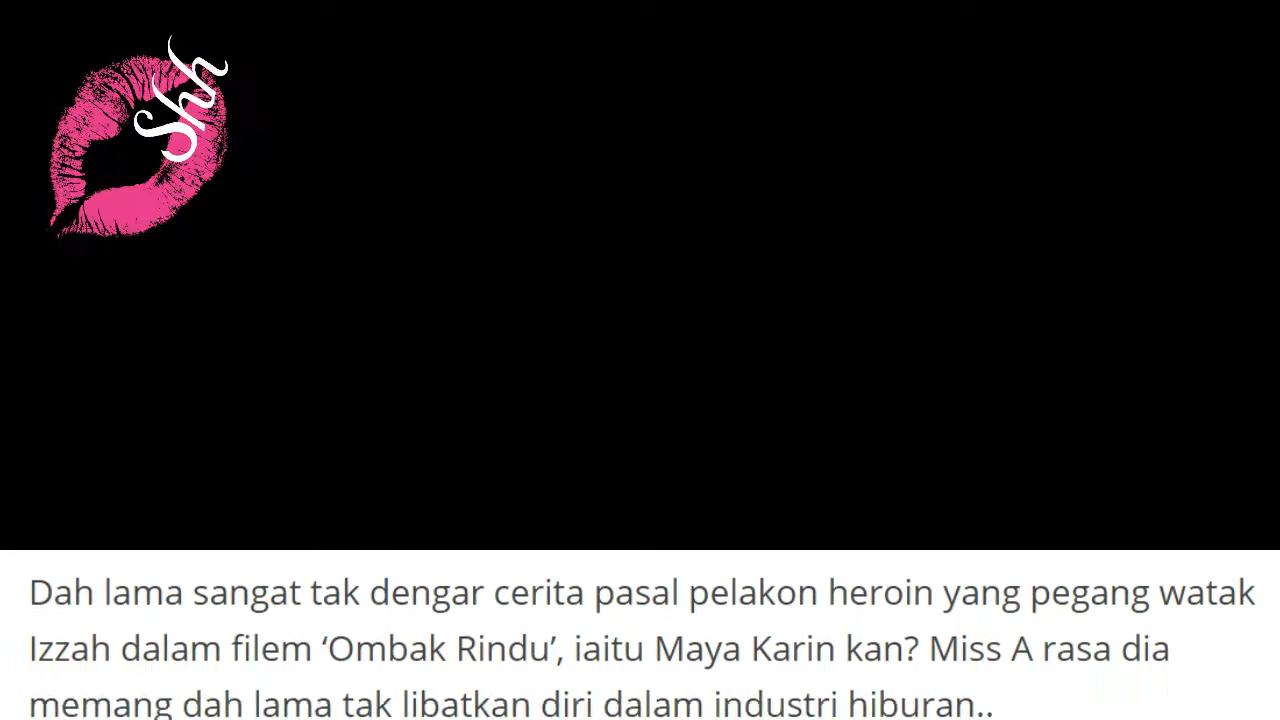 Shh
Dah lama sangat tak dengar cerita pasal pelakon heroin yang pegang watak
Izzah dalam filem ‘Ombak Rindu’, iaitu Maya Karin kan? Miss A rasa dia
memang dah lama tak libatkan diri dalam industri hiburan..